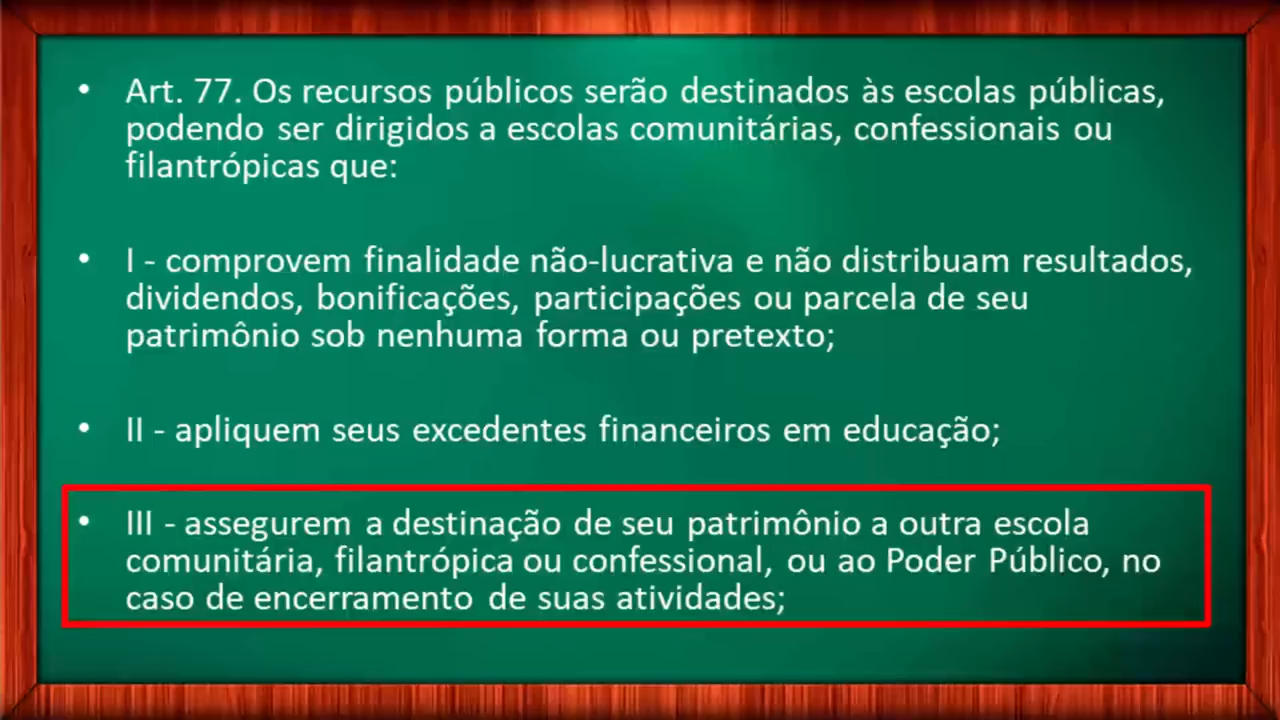 • Art. 77. Os recursos públicos serão destinados às escolas públicas,
podendo ser dirigidos a escolas comunitárias, confessionais ou
filantrópicas que:
• I - comprovem finalidade não-lucrativa e não distribuam resultados,
dividendos, bonificações, participações ou parcela de seu
patrimônio sob nenhuma forma ou pretexto;
• II - apliquem seus excedentes financeiros em educação;
• III - assegurem a destinação de seu patrimônio a outra escola
comunitária, filantrópica ou confessional, ou ao Poder Público, no
caso de encerramento de suas atividades;